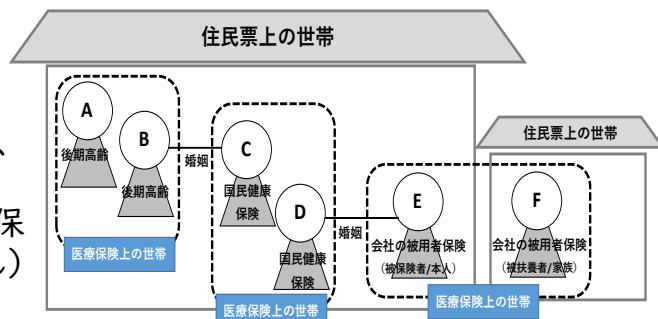 住民票上の世帯
住民票上の世帯
A
後期高齢
B
後期高齢
婚姻
C
国民健康
保険
D
国民健康
保険
婚姻
E
会社の被用者保険
（被保険者/本人）
F
会社の被用者保険
（被扶養者/家族）
医療保険上の世帯
医療保険上の世帯
医療保険上の世帯
、
保
）